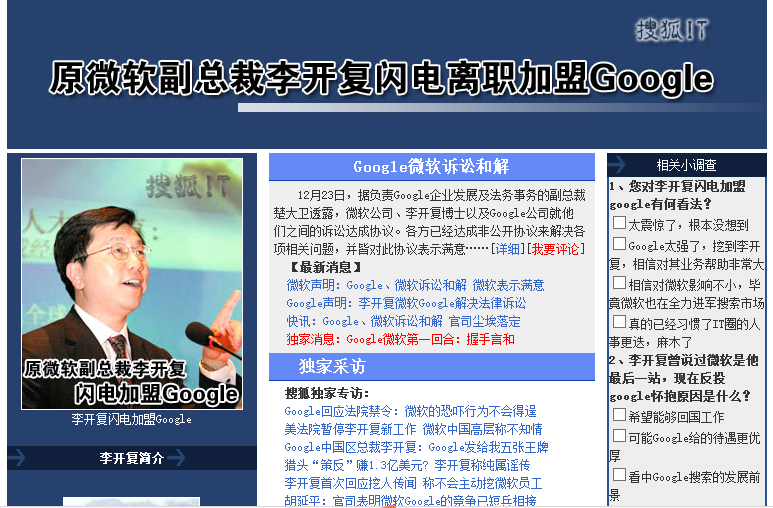 搜狐IT
原微软副总裁李开复闪电离职加盟Google
搜狐IT
原微软副总裁李开复
闪电加盟Google
李开复闪电加盟Google
李开复简介
Google微软诉讼和解
12月23日，据负责Google企业发展及法务事务的副总裁
楚大卫透露，微软公司、李开复博士以及Google公司就他
们之间的诉讼达成协议。各方已经达成非公开协议来解决各
项相关问题，并皆对此协议表示满意……[详细][我要评论]
【最新消息】
微软声明：Google、微软诉讼和解 微软表示满意
Google声明：李开复微软Google解决法律诉讼
快讯：Google、微软诉讼和解 官司尘埃落定
独家消息：Google微软第一回合：握手言和
独家采访
搜狐独家专访：
Google回应法院禁令：微软的恐吓行为不会得逞
美法院暂停李开复新工作 微软中国高层称不知情
Google中国区总裁李开复：Google发给我五张王牌
猎头“策反”赚1.3亿美元？李开复称纯属谣传
李开复首次回应挖人传闻 称不会主动挖微软员工
胡延平：官司表明微软Google的竞争已短兵相接
相关小调查
1、您对李开复闪电加盟
google有何看法？
太震惊了，根本没想到
Google太强了，挖到李开
复，相信对其业务帮助非常大
相信对微软影响不小，毕
竟微软也在全力进军搜索市场
真的已经习惯了IT圈的人
事更迭，麻木了
2、李开复曾说过微软是他
最后一站，现在反投
google怀抱原因是什么？
希望能够回国工作
可能Google给的待遇更优
厚
看中Google搜索的发展前
景